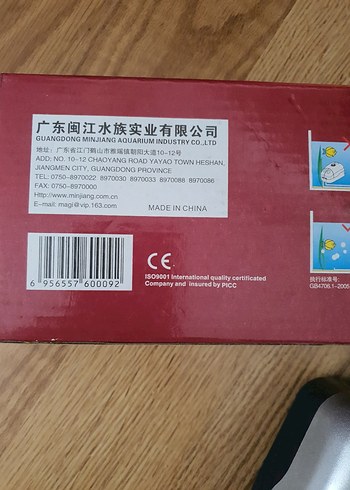 广东闽江水族实业有限公司
GUANGDONG MINJIANG AQUARIUM INDUSTRY CO.,LTD
地址：广东省江门鹤山市雅瑶镇朝阳大道10-12号
ADD: NO. 10-12 CHAOYANG ROAD YAYAO TOWN HESHAN,
JIANGMEN CITY, GUANGDONG PROVINCE
TEL: 0750-8970022 8970030 8970033 8970088 8970086
FAX: 0750-8970000
Http://www.minjiang.com.cn
E-mail: magi@vip.163.com
MADE IN CHINA
CE
ISO9001 International quality certificated
Company and insured by PICC
6 956557 600092
执行标准号:
GB4706.1-2005